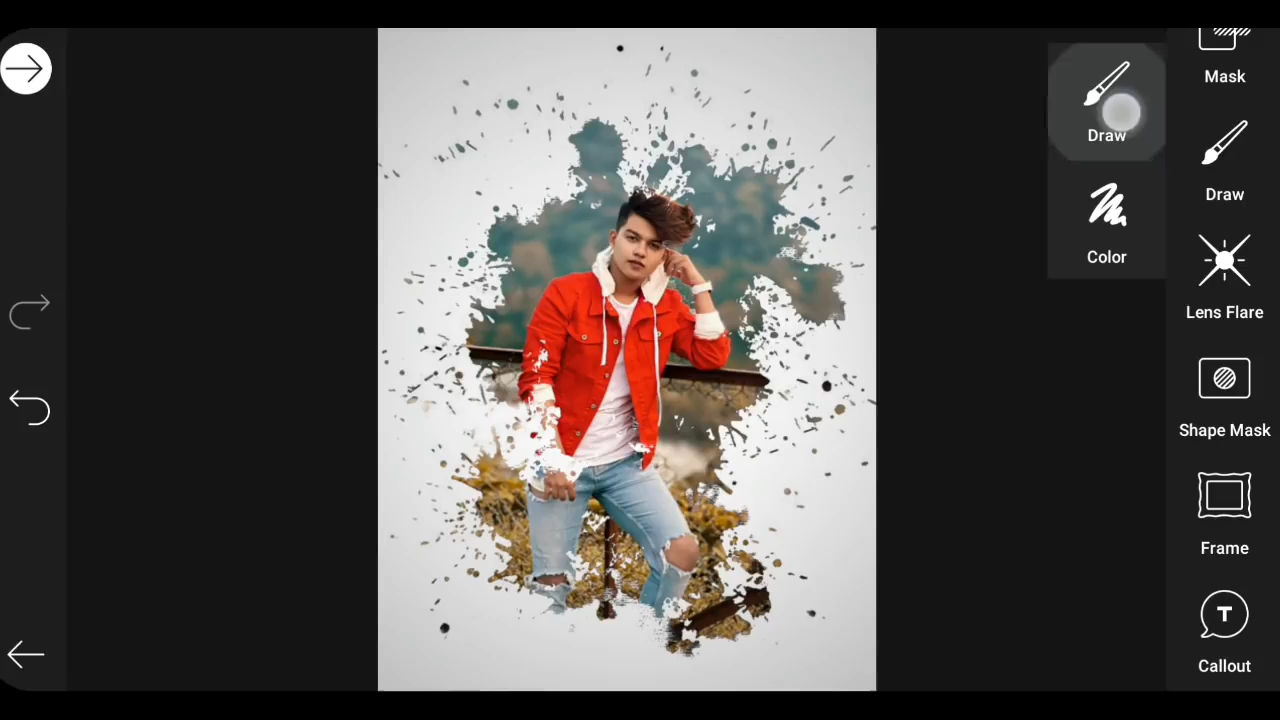 Draw
Color
Mask
Draw
Lens Flare
Shape Mask
Frame
T
Callout